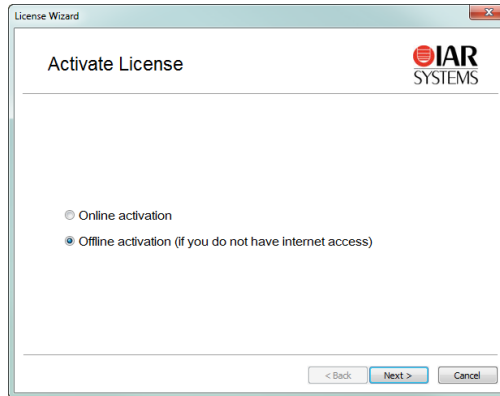 License Wizard
Activate License
IAR
SYSTEMS
Online activation
Offline activation (if you do not have internet access)
< Back
Next >
Cancel